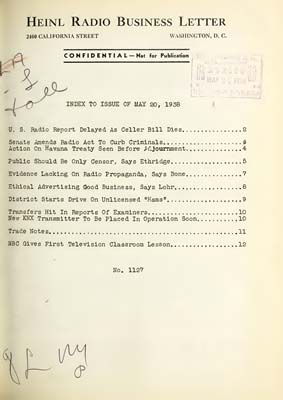 HEINL RADIO BUSINESS LETTER
2400 CALIFORNIA STREET WASHINGTON, D. C.
CONFIDENTIAL—Not for Publication
INDEX TO ISSUE OF MAY 20, 1938
U. S. Radio Report Delayed As Celler Bill Dies...............2
Senate Amends Radio Act To Curb Criminals....................4
Action On Havana Treaty Seen Before Adjournment..............4
Public Should Be Only Censor, Says Ethridge..................5
Evidence Lacking On Radio Propaganda, Says Bone..............7
Ethical Advertising Good Business, Says Lohr.................8
District Starts Drive On Unlicensed "Hams"...................9
Transfers Hit In Reports Of Examiners.......................10
New KNX Transmitter To Be Placed In Operation Soon..........10
Trade Notes.................................................11
NBC Gives First Television Classroom Lesson.................12
No. 1127